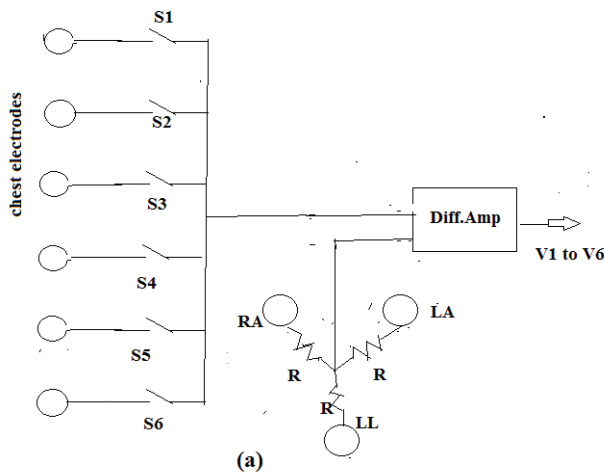 chest electrodes
S1
S2
S3
S4
S5
S6
Diff.Amp
V1 to V6
RA
LA
R
R
R
LL
(a)